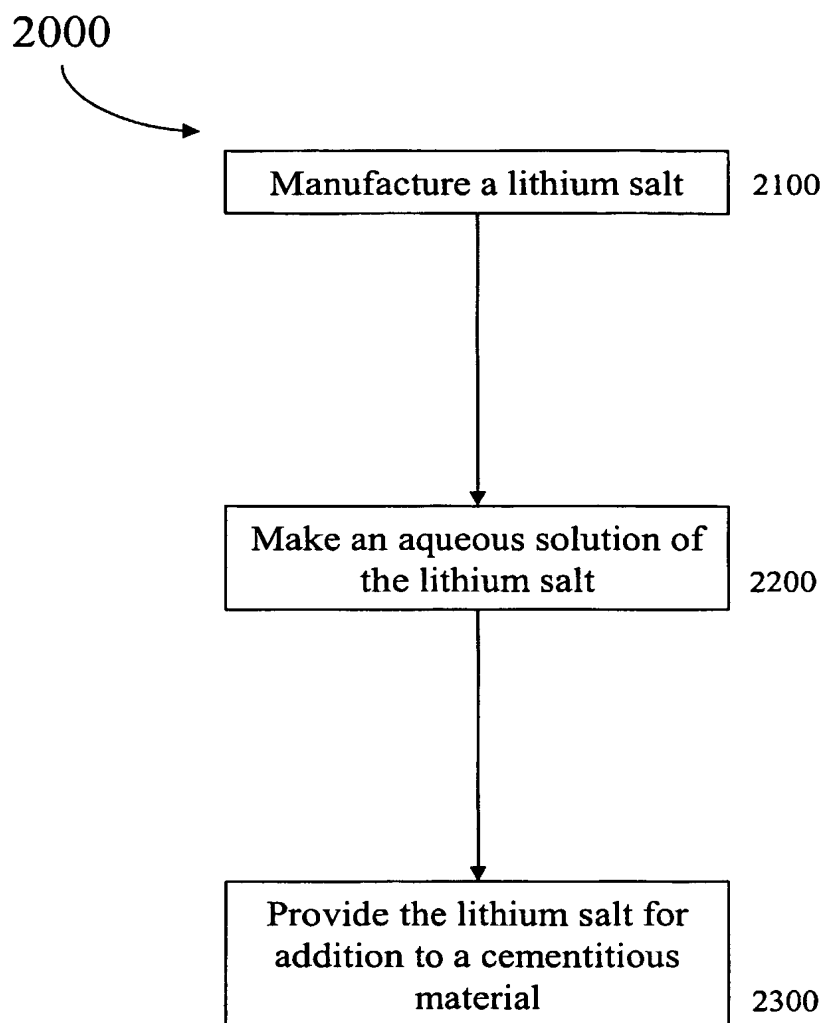 2000
Manufacture a lithium salt 2100
Make an aqueous solution of
the lithium salt 2200
Provide the lithium salt for
addition to a cementitious
material 2300